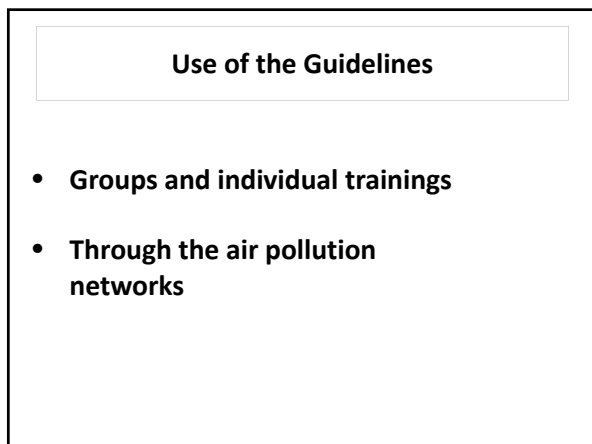 Use of the Guidelines
• Groups and individual trainings
• Through the air pollution
networks